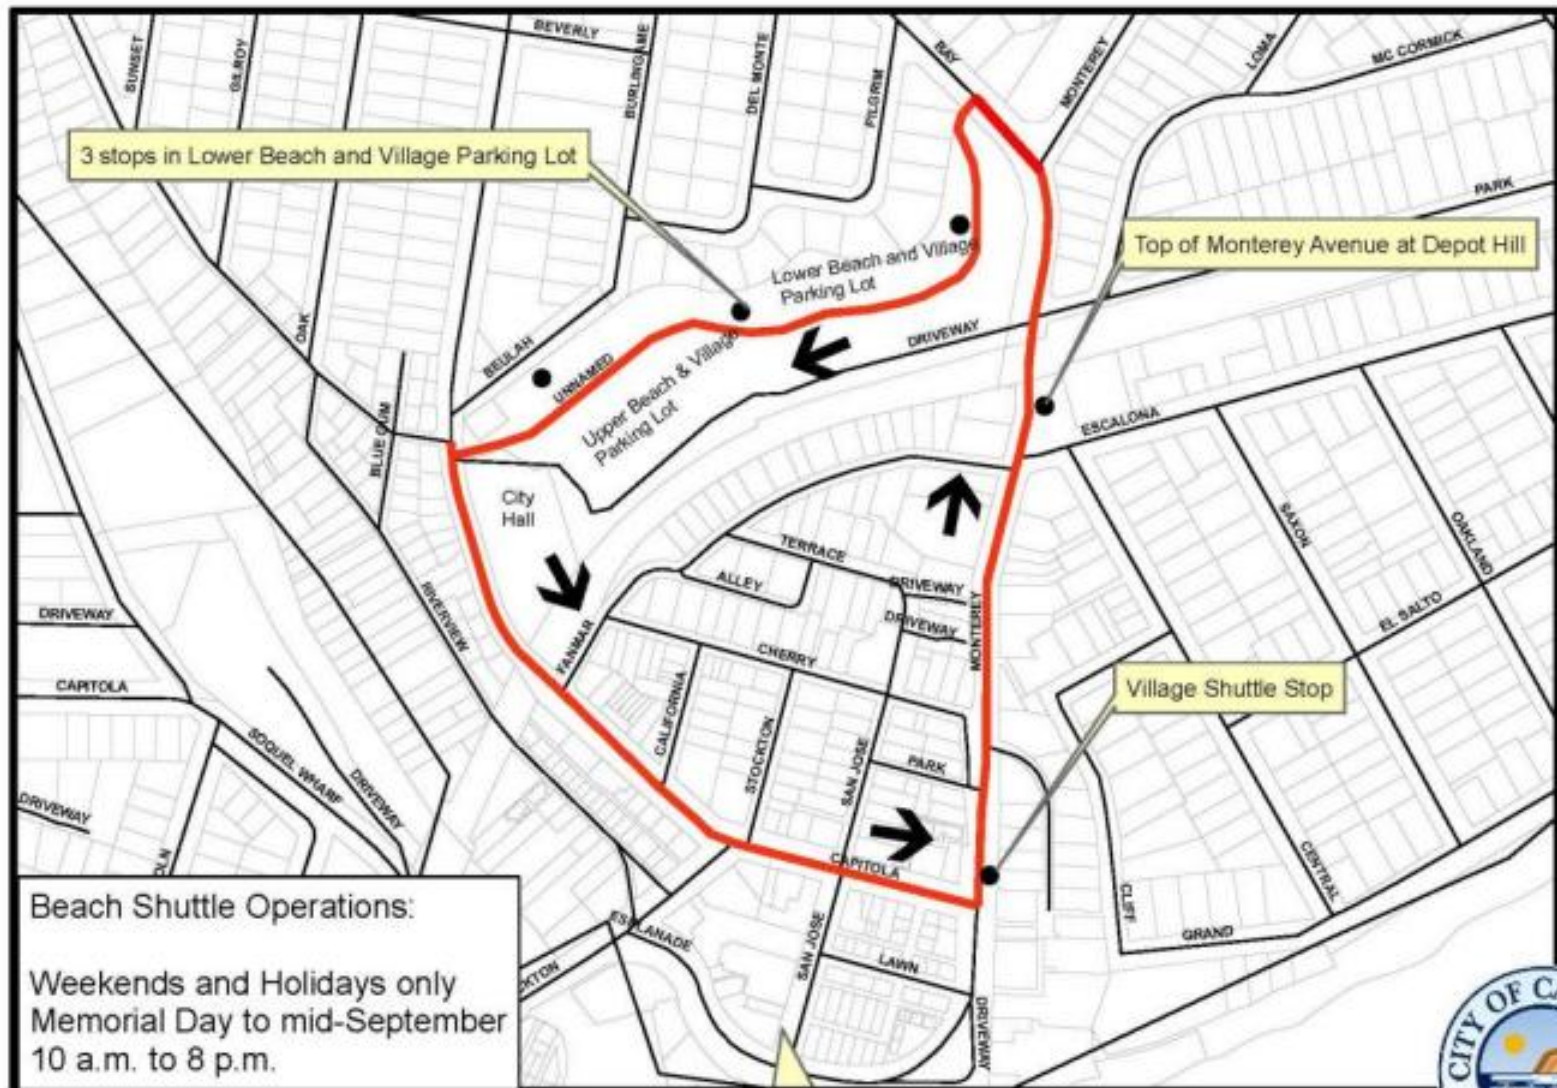 SUNSET
GILROY
BEVERLY
BURLINGAME
DEL MONTE
PILGRIM
BAY
MONTEREY
LOMA
MC CORMICK
3 stops in Lower Beach and Village Parking Lot
PARK
Top of Monterey Avenue at Depot Hill
Lower Beach and Village
Parking Lot
OAK
BEULAH
UNNAMED
Upper Beach & Village
Parking Lot
DRIVEWAY
ESCALONA
BLUE GUM
City
Hall
SAXON
OAKLAND
TERRACE
ALLEY
DRIVEWAY
DRIVEWAY
MONTEREY
EL SALTO
DRIVEWAY
RIVERVIEW
FANMAR
CHERRY
CAPITOLA
CALIFORNIA
STOCKTON
SAN JOSE
PARK
Village Shuttle Stop
SOQUEL WHARF
DRIVEWAY
DRIVEWAY
CAPITOLA
CENTRAL
CLIFF
GRAND
OLN
Beach Shuttle Operations:
Weekends and Holidays only
Memorial Day to mid-September
10 a.m. to 8 p.m.
ESPLANADE
SAN JOSE
LAWN
CKTON
DRIVEWAY
CITY OF CA